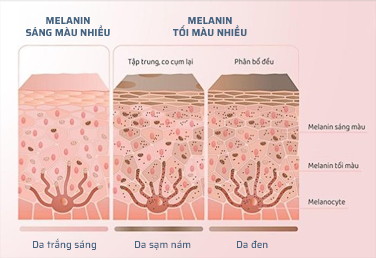 MELANIN
SÁNG MÀU NHIỀU
MELANIN
TỐI MÀU NHIỀU
Tập trung, co cụm lại
Phân bố đều
Melanin sáng màu
Melanin tối màu
Melanocyte
Da trắng sáng
Da sạm nám
Da đen